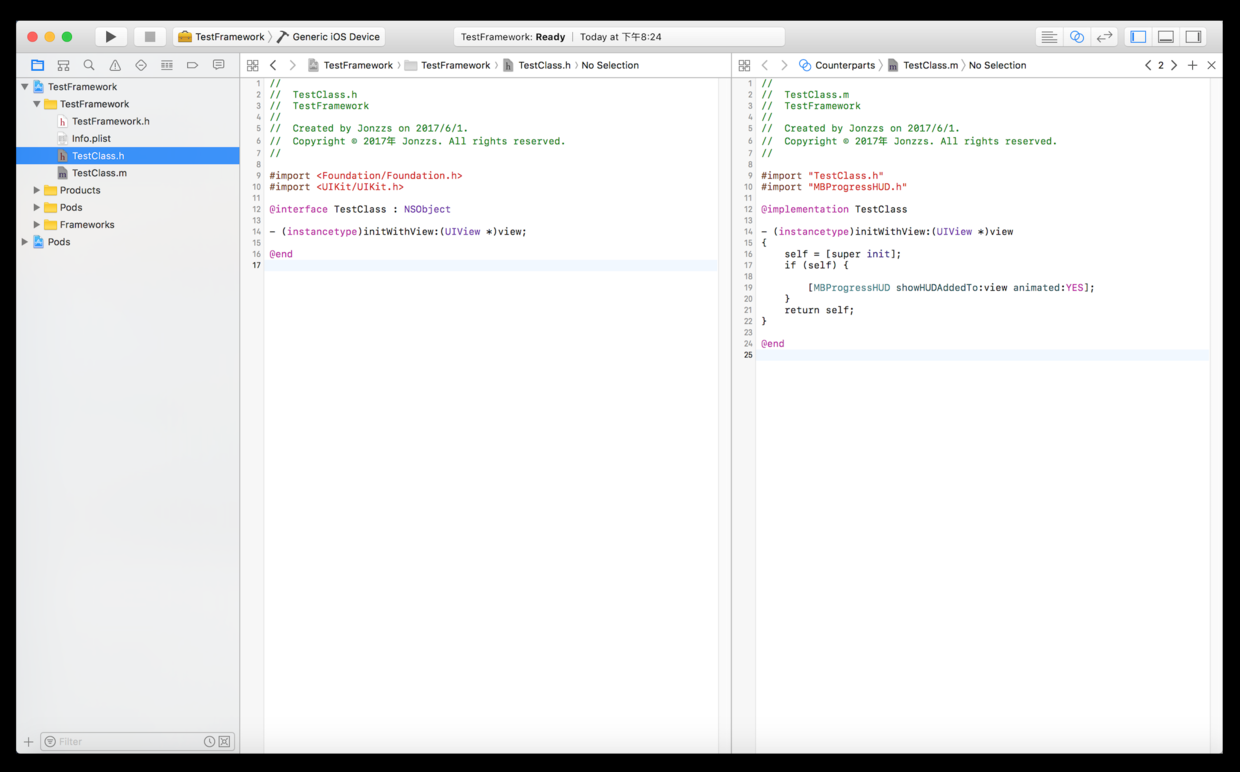 TestFramework
Generic iOS Device
TestFramework: Ready
Today at 下午8:24
TestFramework
TestFramework
TestClass.h
No Selection
Counterparts
TestClass.m
No Selection
2
TestFramework
TestFramework
h TestFramework.h
Info.plist
h TestClass.h
m TestClass.m
Products
Pods
Frameworks
Pods
Filter
1 //
2 //  TestClass.h
3 //  TestFramework
4 //
5 //  Created by Jonzzs on 2017/6/1.
6 //  Copyright © 2017年 Jonzzs. All rights reserved.
7 //
8
9 #import <Foundation/Foundation.h>
10 #import <UIKit/UIKit.h>
11
12 @interface TestClass : NSObject
13
14 - (instancetype)initWithView:(UIView *)view;
15
16 @end
17
1 //
2 //  TestClass.m
3 //  TestFramework
4 //
5 //  Created by Jonzzs on 2017/6/1.
6 //  Copyright © 2017年 Jonzzs. All rights reserved.
7 //
8
9 #import "TestClass.h"
10 #import "MBProgressHUD.h"
11
12 @implementation TestClass
13
14 - (instancetype)initWithView:(UIView *)view
15 {
16     self = [super init];
17     if (self) {
18
19         [MBProgressHUD showHUDAddedTo:view animated:YES];
20     }
21     return self;
22 }
23
24 @end
25